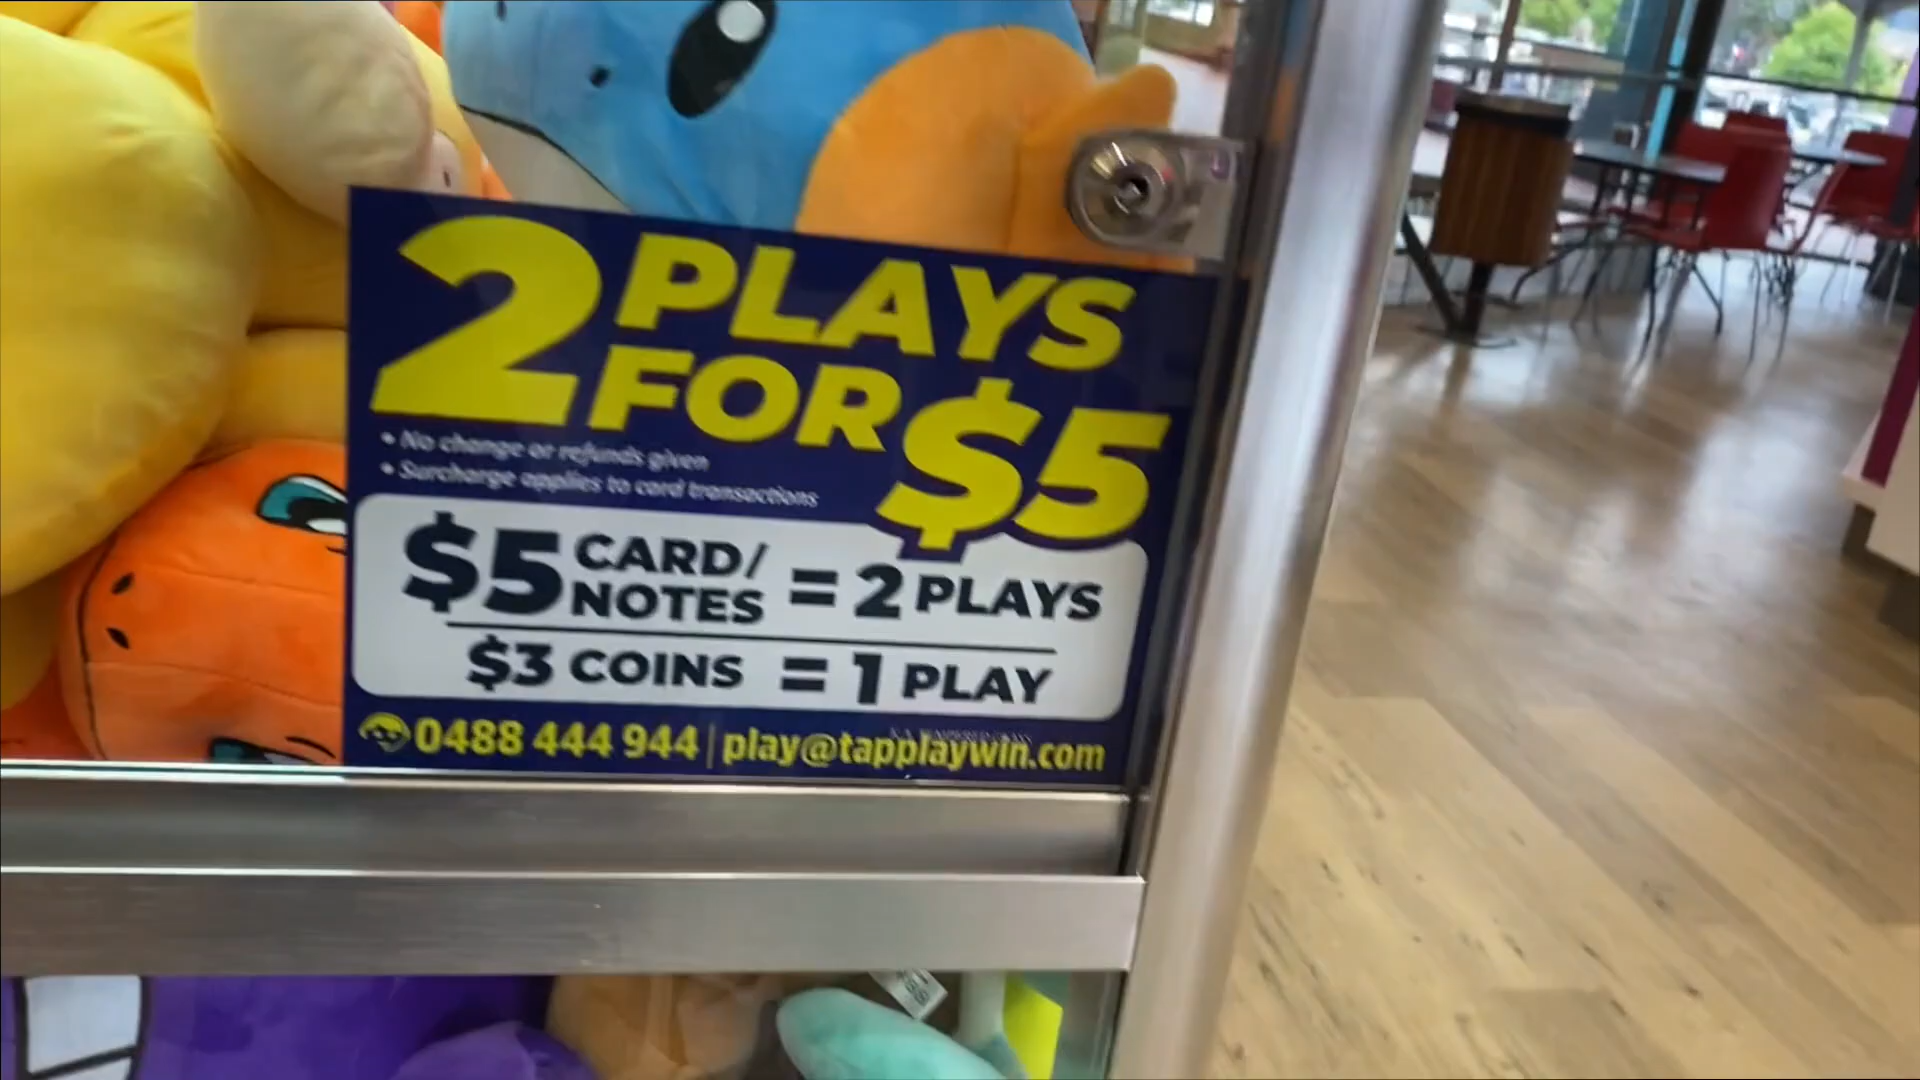 2 PLAYS
FOR $5
• No change or refunds given
• Surcharge applies to card transactions
$5 CARD/
NOTES = 2 PLAYS
$3 COINS = 1 PLAY
0488 444 944 | play@tapplaywin.com